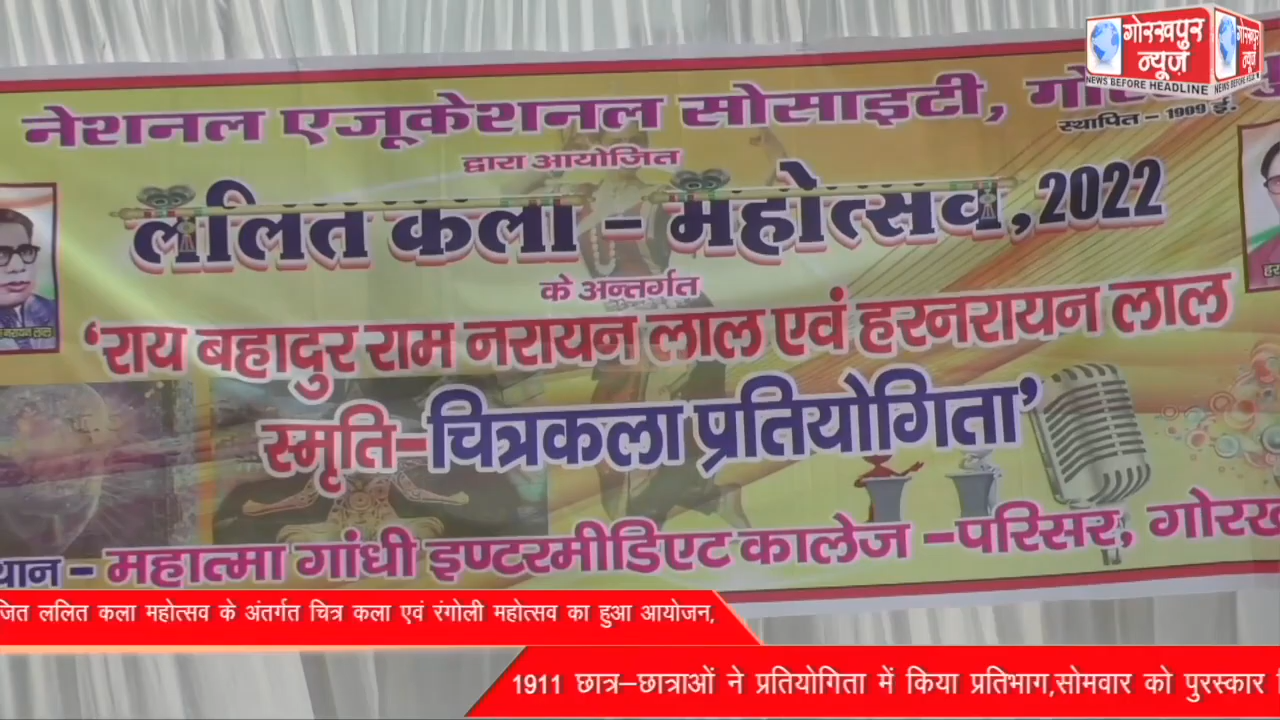 गोरखपुर
न्यूज़
NEWS BEFORE HEADLINE
नेशनल एजूकेशनल सोसाइटी,
स्थापित – 1909 ई.
द्वारा आयोजित
ललित कला – महोत्सव, 2022
के अन्तर्गत
‘राय बहादुर राम नरायन लाल एवं हरनरायन लाल
स्मृति–चित्रकला प्रतियोगिता’
– महात्मा गांधी इण्टरमीडिएट कालेज –परिसर,
ललित कला महोत्सव के अंतर्गत चित्र कला एवं रंगोली महोत्सव का हुआ आयोजन,
1911 छात्र–छात्राओं ने प्रतियोगिता में किया प्रतिभाग,सोमवार को पुरस्कार